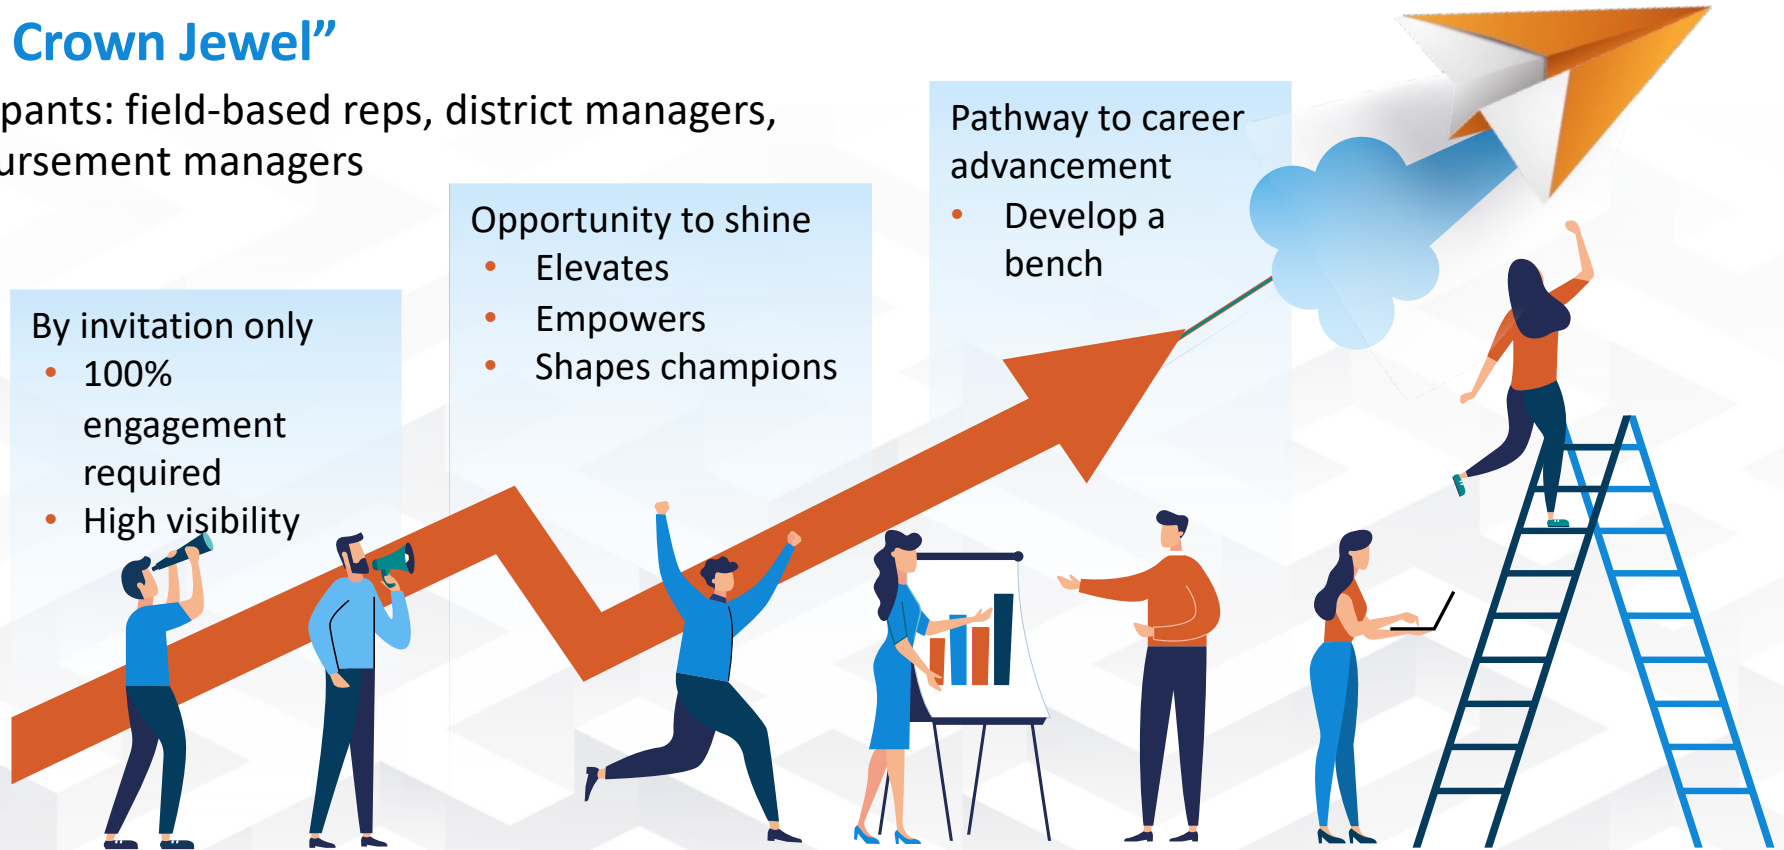 Crown Jewel”
pants: field-based reps, district managers,
ursement managers
Pathway to career
advancement
• Develop a
bench
Opportunity to shine
• Elevates
• Empowers
• Shapes champions
By invitation only
• 100%
engagement
required
• High visibility